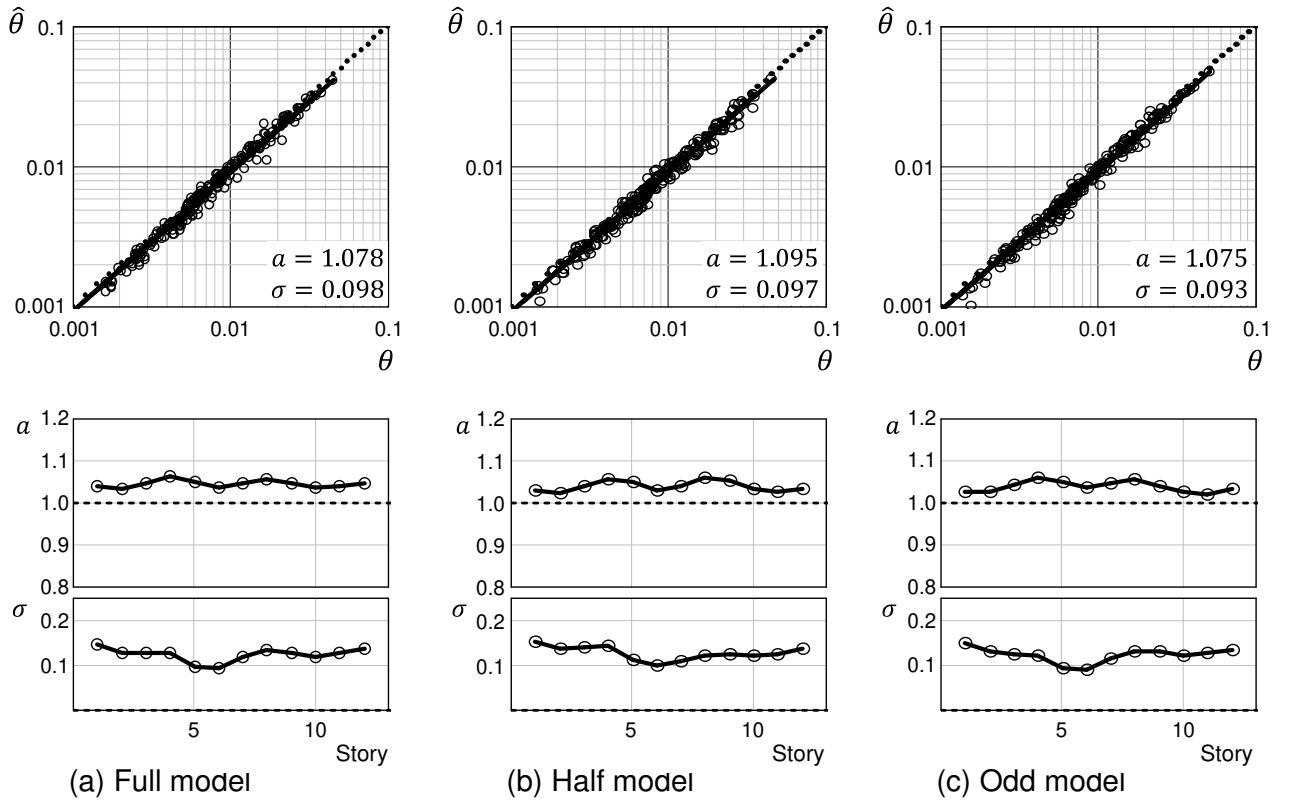 θ̂
0.1
0.01
0.001
a = 1.078
σ = 0.098
0.001
0.01
0.1
θ
θ̂
0.1
0.01
0.001
a = 1.095
σ = 0.097
0.001
0.01
0.1
θ
θ̂
0.1
0.01
0.001
a = 1.075
σ = 0.093
0.001
0.01
0.1
θ
a
1.2
1.1
1.0
0.9
0.8
σ
0.2
0.1
5
10
Story
a
1.2
1.1
1.0
0.9
0.8
σ
0.2
0.1
5
10
Story
a
1.2
1.1
1.0
0.9
0.8
σ
0.2
0.1
5
10
Story
(a) Full model
(b) Half model
(c) Odd model